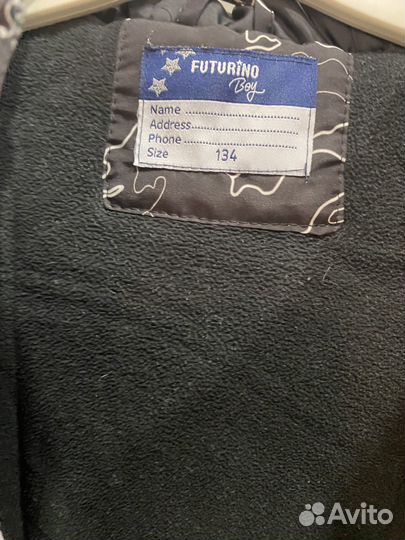 FUTURINO
Boy
Name
Address
Phone
Size 134
Avito